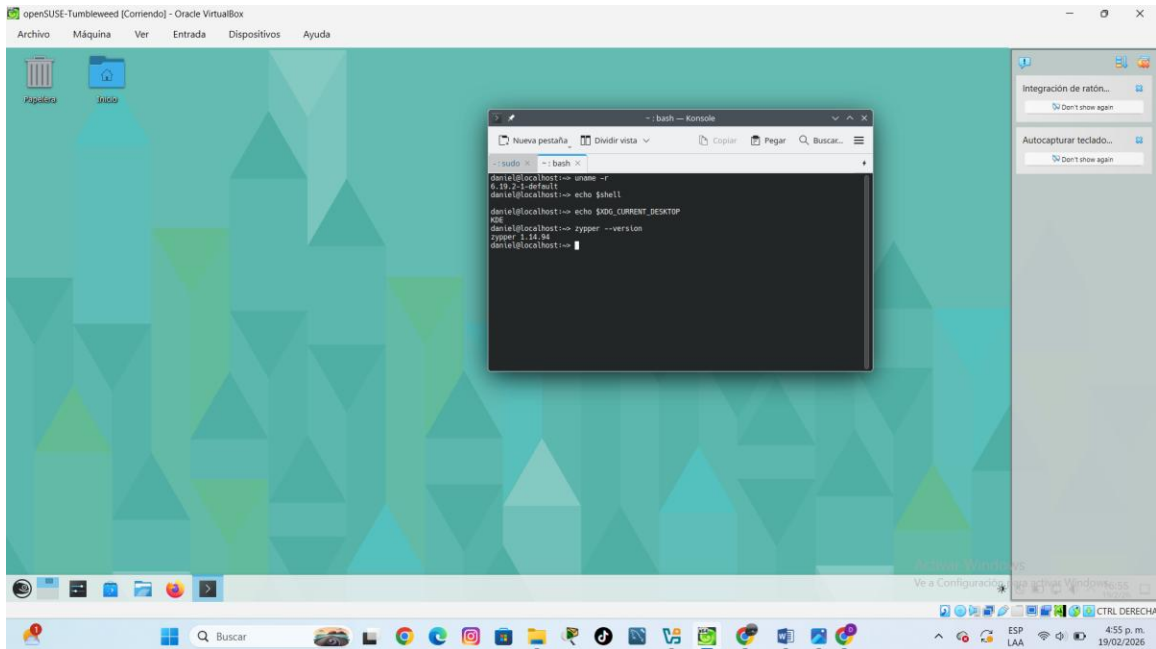 openSUSE-Tumbleweed [Corriendo] - Oracle VirtualBox
Archivo Máquina Ver Entrada Dispositivos Ayuda
Papelera Inicio
Integración de ratón...
Don't show again
Autocapturar teclado...
Don't show again
~ : bash — Konsole
Nueva pestaña Dividir vista Copiar Pegar Buscar...
~ : sudo ~ : bash
daniel@localhost:~> uname -r
6.19.2-1-default
daniel@localhost:~> echo $shell
daniel@localhost:~> echo $XDG_CURRENT_DESKTOP
KDE
daniel@localhost:~> zypper --version
zypper 1.14.94
daniel@localhost:~>
Activar Windows
Ve a Configuración para activar Windows.
CTRL DERECHA
Buscar
ESP
LAA
4:55 p. m.
19/02/2026